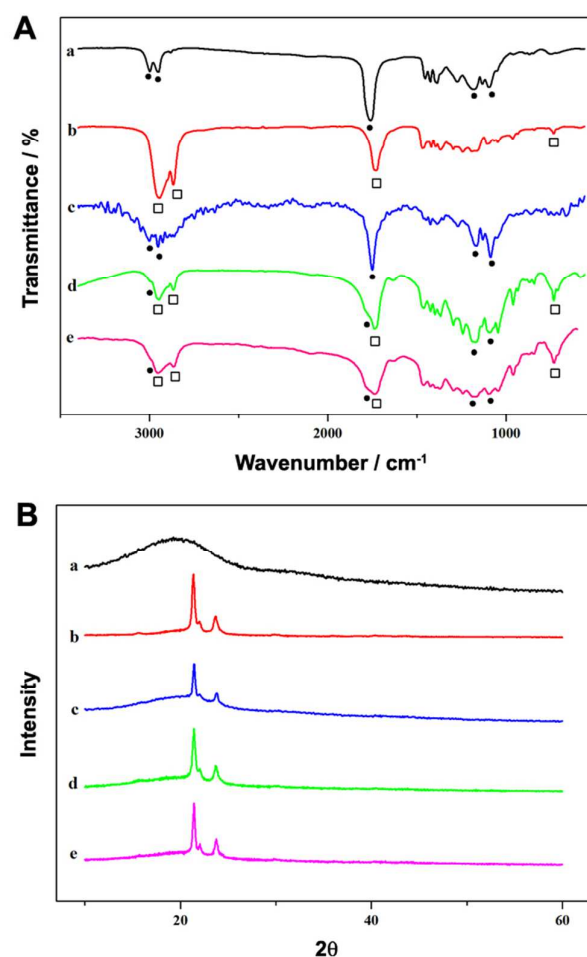 A
a
b
c
d
e
Transmittance / %
3000
2000
1000
Wavenumber / cm⁻¹
B
a
b
c
d
e
Intensity
20
40
60
2θ